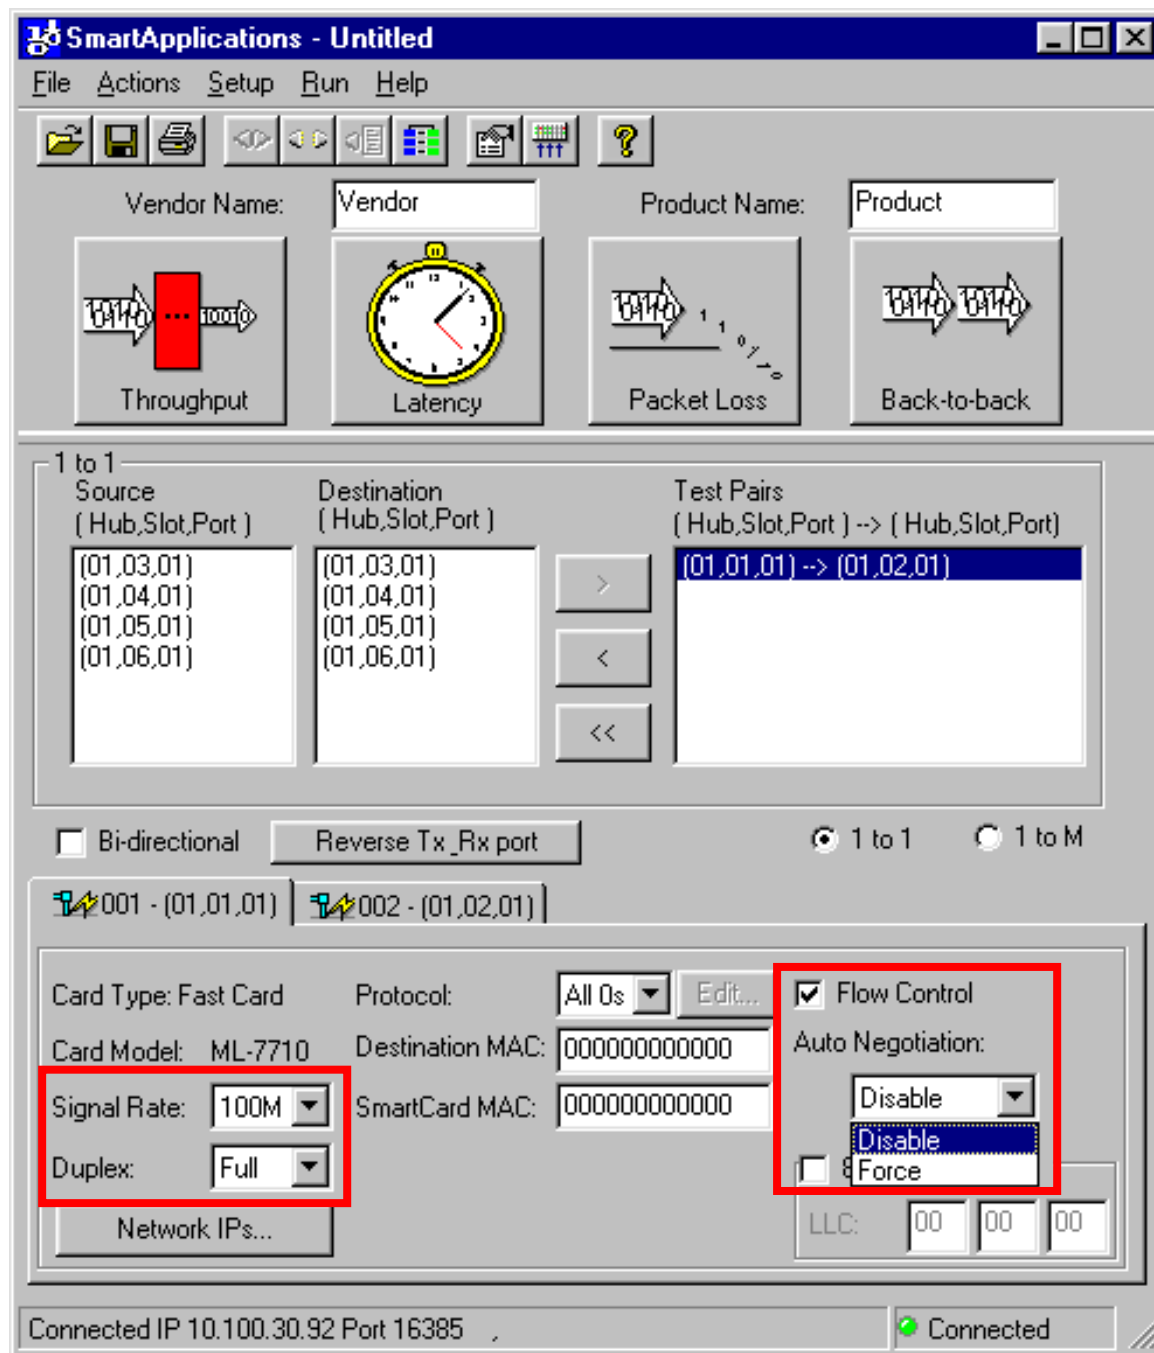 SmartApplications - Untitled
File Actions Setup Run Help
Vendor Name: Vendor Product Name: Product
Throughput Latency Packet Loss Back-to-back
1 to 1
Source Destination Test Pairs
( Hub,Slot,Port ) ( Hub,Slot,Port ) ( Hub,Slot,Port ) --> ( Hub,Slot,Port)
(01,03,01) (01,03,01) (01,01,01) --> (01,02,01)
(01,04,01) (01,04,01) >
(01,05,01) (01,05,01)
(01,06,01) (01,06,01) <
<<
Bi-directional Reverse Tx_Rx port 1 to 1 1 to M
001 - (01,01,01) 002 - (01,02,01)
Card Type: Fast Card Protocol: All 0s Edit... Flow Control
Card Model: ML-7710 Destination MAC: 000000000000 Auto Negotiation:
Signal Rate: 100M SmartCard MAC: 000000000000 Disable
Disable
Duplex: Full Force
Network IPs... LLC: 00 00 00
Connected IP 10.100.30.92 Port 16385 , Connected